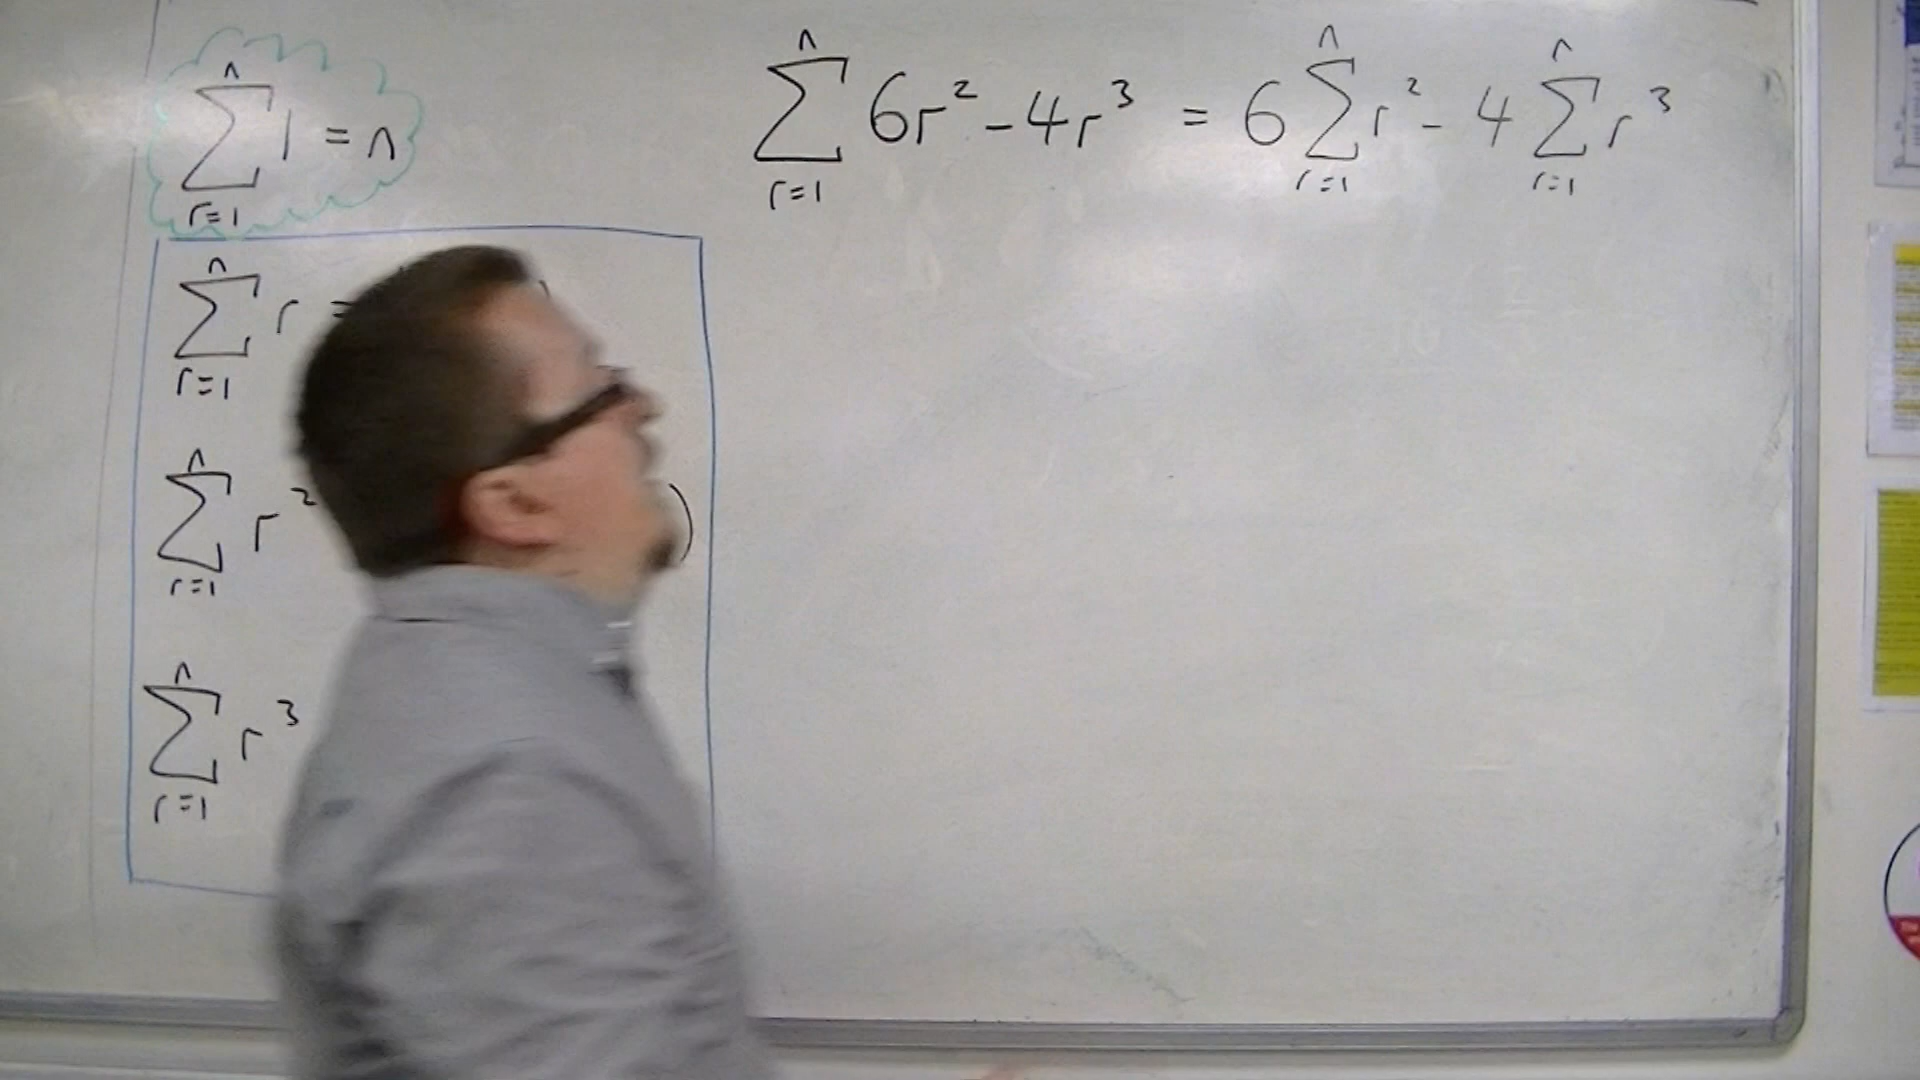 n
∑ 1 = n
r=1
n
∑ r =
r=1
n
∑ r² )
r=1
n
∑ r³
r=1
n n n
∑ 6r² - 4r³ = 6 ∑ r² - 4 ∑ r³
r=1 r=1 r=1